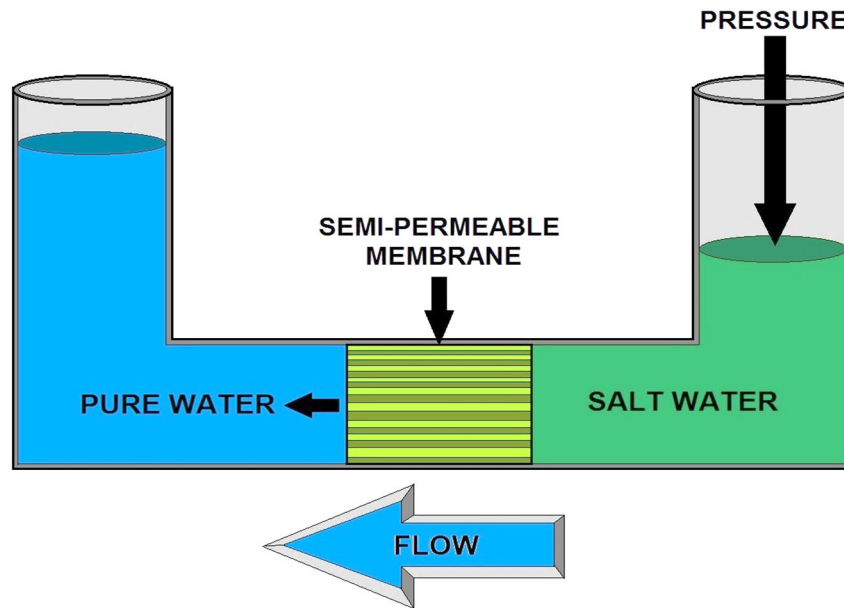 PRESSURE
SEMI-PERMEABLE
MEMBRANE
PURE WATER
SALT WATER
FLOW